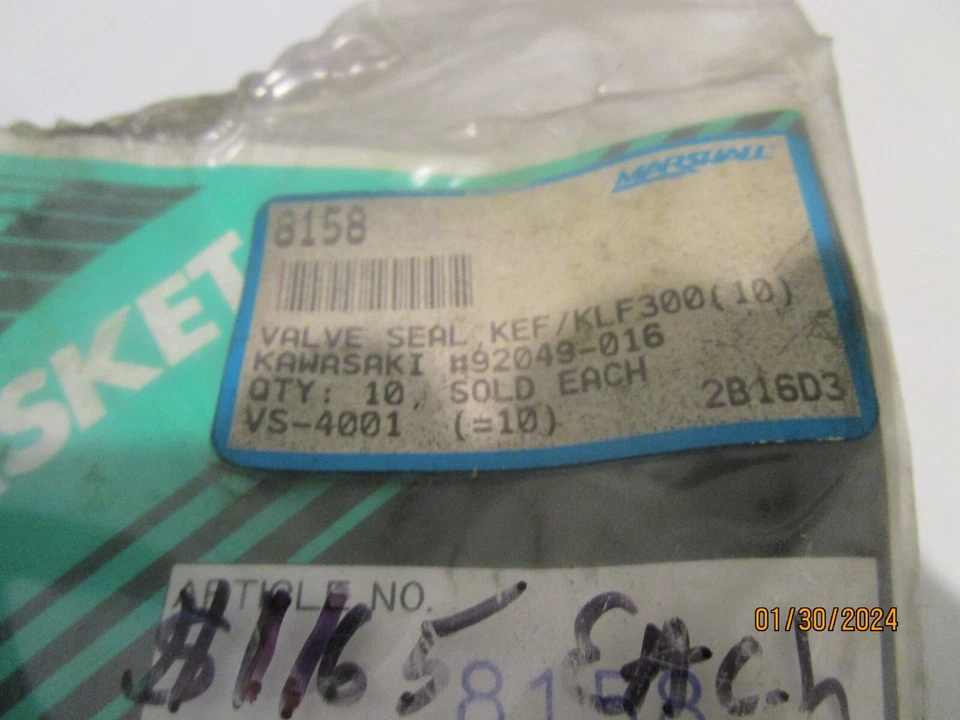 MARSHALL
8158
VALVE SEAL KEF/KLF300(10)
KAWASAKI #92049-016
QTY: 10, SOLD EACH
2B16D3
VS-4001 (=10)
SKET
ARTICLE NO.
$1165 EACh
8158
01/30/2024